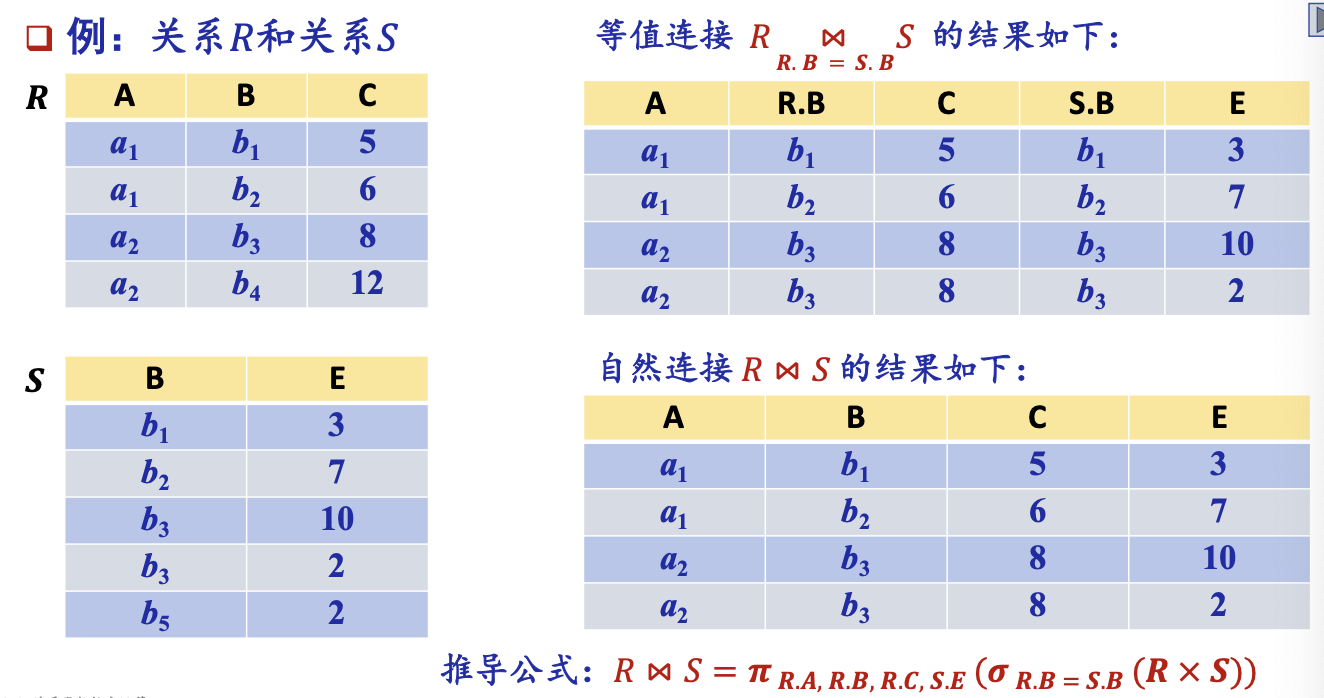 例：关系R和关系S
R
A B C
a₁ b₁ 5
a₁ b₂ 6
a₂ b₃ 8
a₂ b₄ 12
S
B E
b₁ 3
b₂ 7
b₃ 10
b₃ 2
b₅ 2
等值连接 R ⋈ S 的结果如下：
R.B = S.B
A R.B C S.B E
a₁ b₁ 5 b₁ 3
a₁ b₂ 6 b₂ 7
a₂ b₃ 8 b₃ 10
a₂ b₃ 8 b₃ 2
自然连接 R ⋈ S 的结果如下：
A B C E
a₁ b₁ 5 3
a₁ b₂ 6 7
a₂ b₃ 8 10
a₂ b₃ 8 2
推导公式：R ⋈ S = π R.A, R.B, R.C, S.E (σ R.B = S.B (R × S))